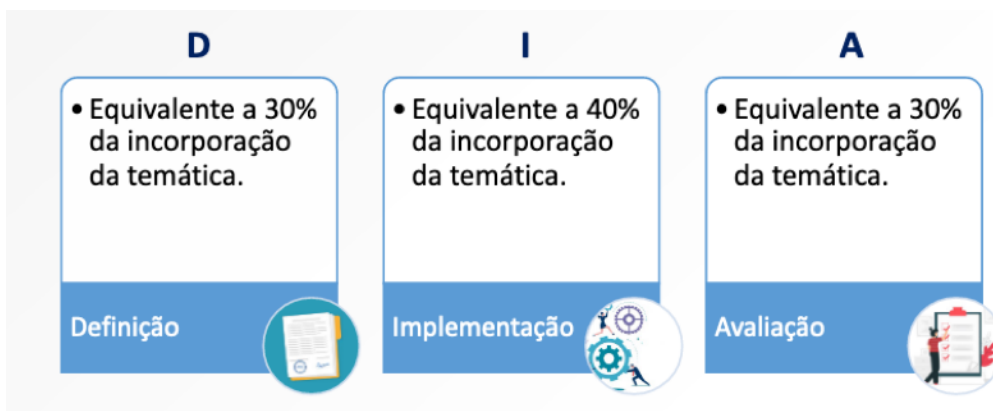 D
• Equivalente a 30%
da incorporação
da temática.
Definição
I
• Equivalente a 40%
da incorporação
da temática.
Implementação
A
• Equivalente a 30%
da incorporação
da temática.
Avaliação